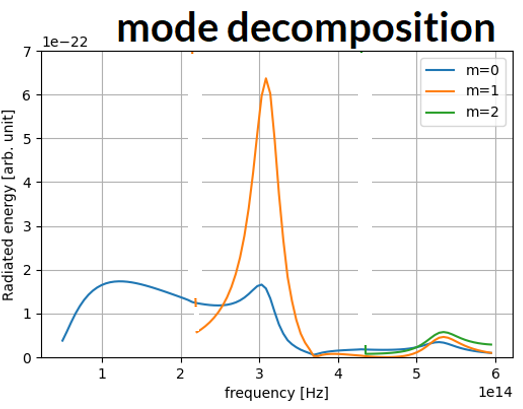 mode decomposition
1e−22
7
6
5
4
3
2
1
0
m=0
m=1
m=2
Radiated energy [arb. unit]
1 2 3 4 5 6
frequency [Hz]
1e14